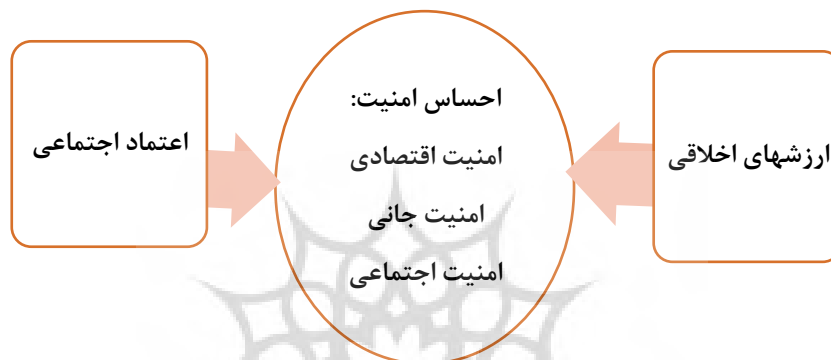 ارزشهای اخلاقی
احساس امنیت:
امنیت اقتصادی
امنیت جانی
امنیت اجتماعی
اعتماد اجتماعی